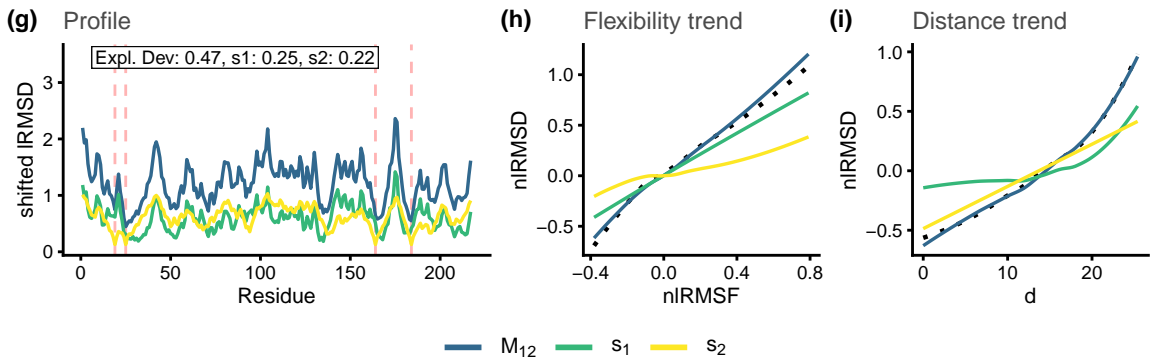 (g) Profile
Expl. Dev: 0.47, s1: 0.25, s2: 0.22
shifted lRMSD
3
2
1
0
0 50 100 150 200
Residue
(h) Flexibility trend
nlRMSD
1.0
0.5
0.0
−0.5
−0.4 0.0 0.4 0.8
nlRMSF
(i) Distance trend
nlRMSD
1.0
0.5
0.0
−0.5
0 10 20
d
M12 s1 s2